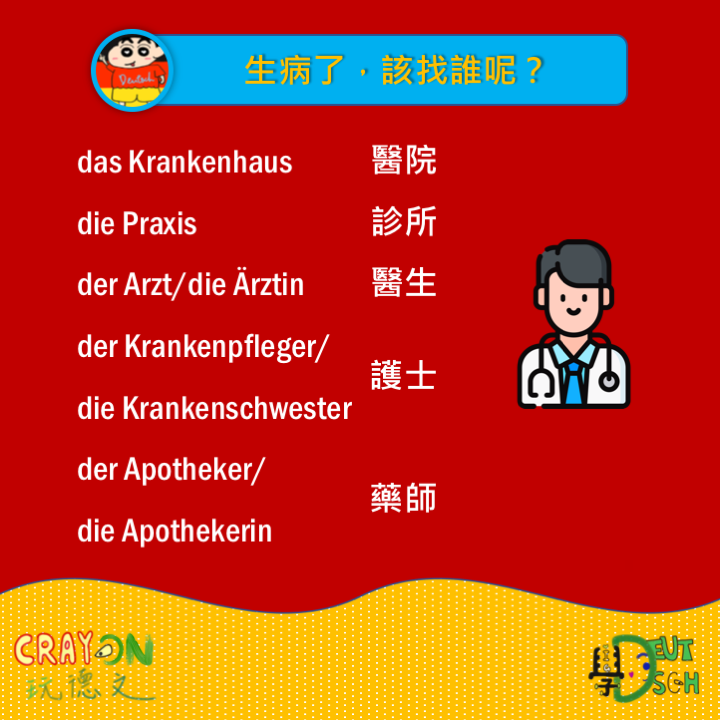 生病了，該找誰呢？
Deutsch
das Krankenhaus 醫院
die Praxis 診所
der Arzt/die Ärztin 醫生
der Krankenpfleger/
護士
die Krankenschwester
der Apotheker/
藥師
die Apothekerin
CRAYON
玩德文
學 DEUTSCH